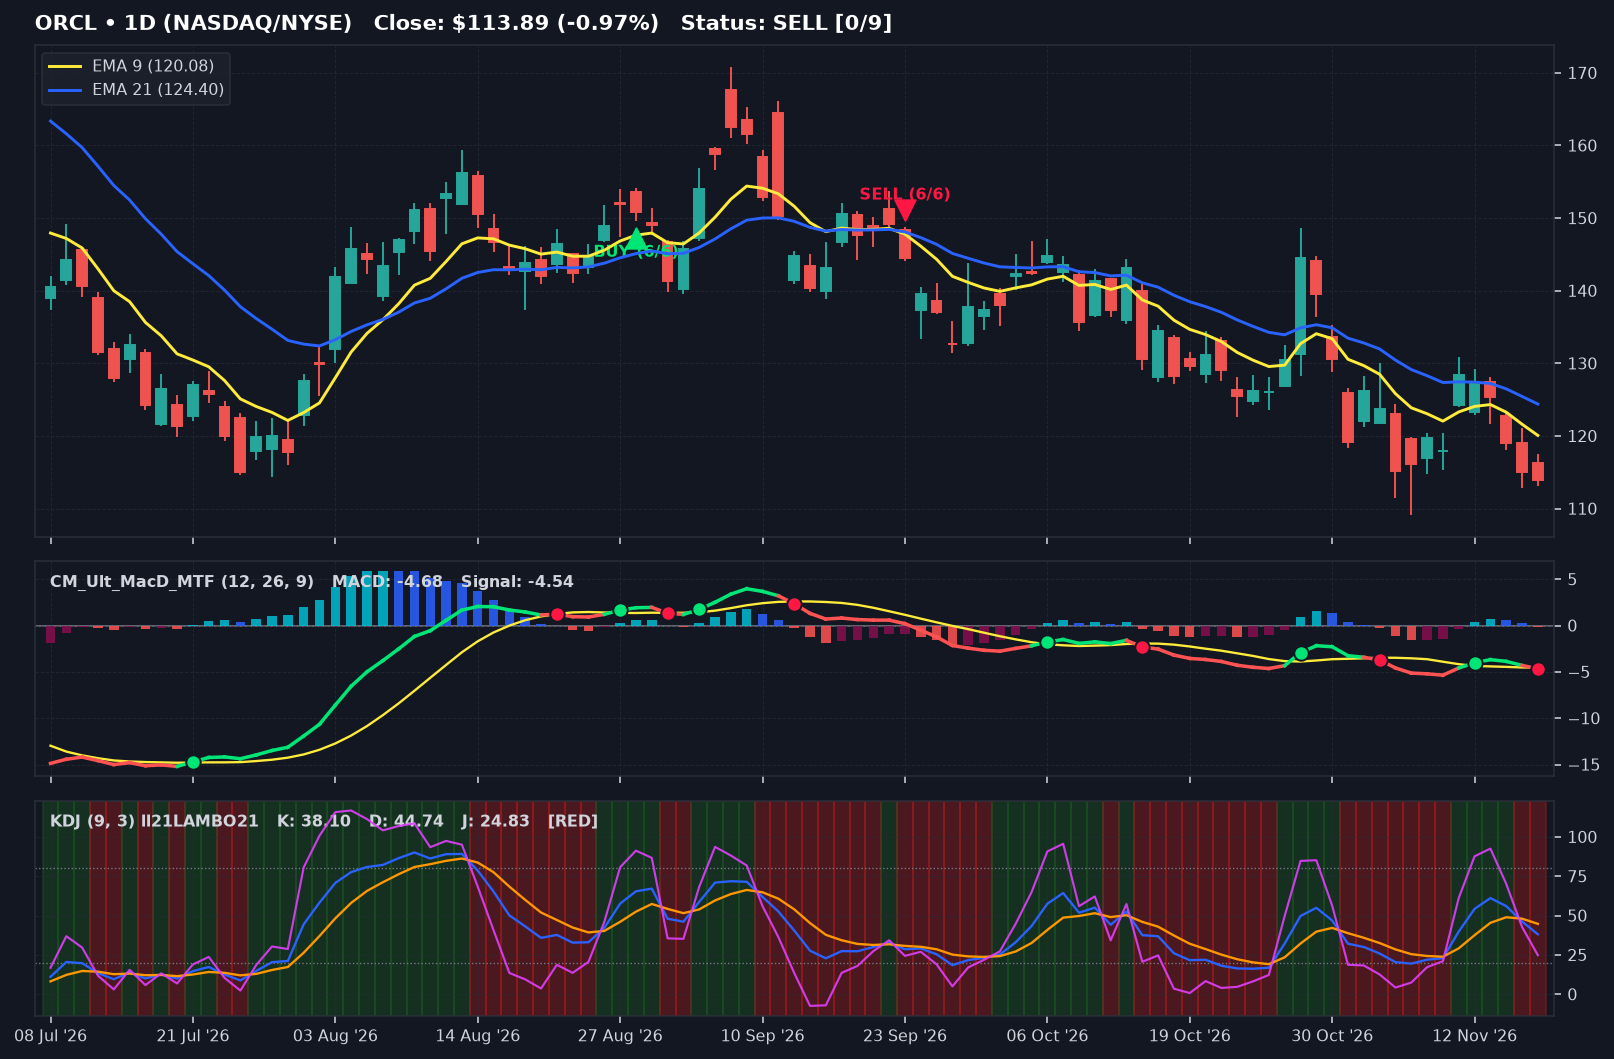 ORCL • 1D (NASDAQ/NYSE)   Close: $113.89 (-0.97%)   Status: SELL [0/9]
EMA 9 (120.08)
EMA 21 (124.40)
170
160
150
140
130
120
110
SELL (6/6)
BUY (6/6)
CM_Ult_MacD_MTF (12, 26, 9)   MACD: -4.68   Signal: -4.54
5
0
−5
−10
−15
KDJ (9, 3) II21LAMBO21   K: 38.10   D: 44.74   J: 24.83   [RED]
100
75
50
25
0
08 Jul '26   21 Jul '26   03 Aug '26   14 Aug '26   27 Aug '26   10 Sep '26   23 Sep '26   06 Oct '26   19 Oct '26   30 Oct '26   12 Nov '26